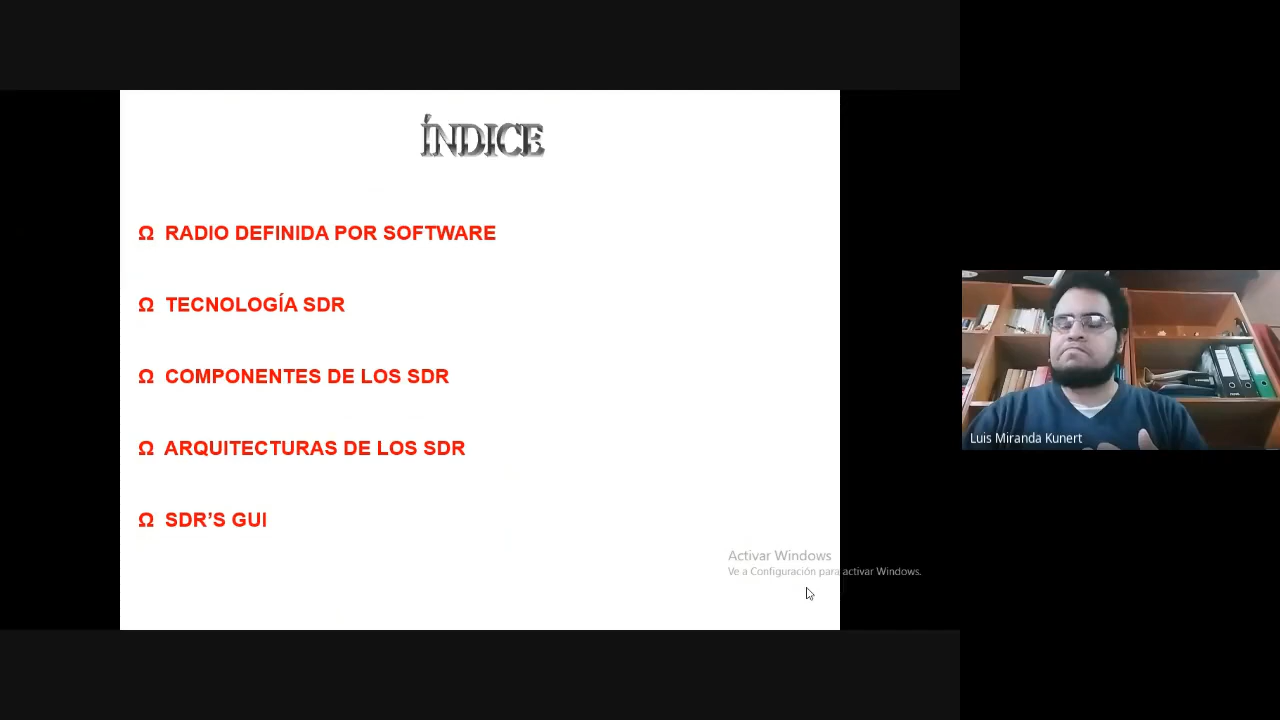 ÍNDICE
Ω RADIO DEFINIDA POR SOFTWARE
Ω TECNOLOGÍA SDR
Ω COMPONENTES DE LOS SDR
Ω ARQUITECTURAS DE LOS SDR
Ω SDR'S GUI
Activar Windows
Ve a Configuración para activar Windows.
Luis Miranda Kunert